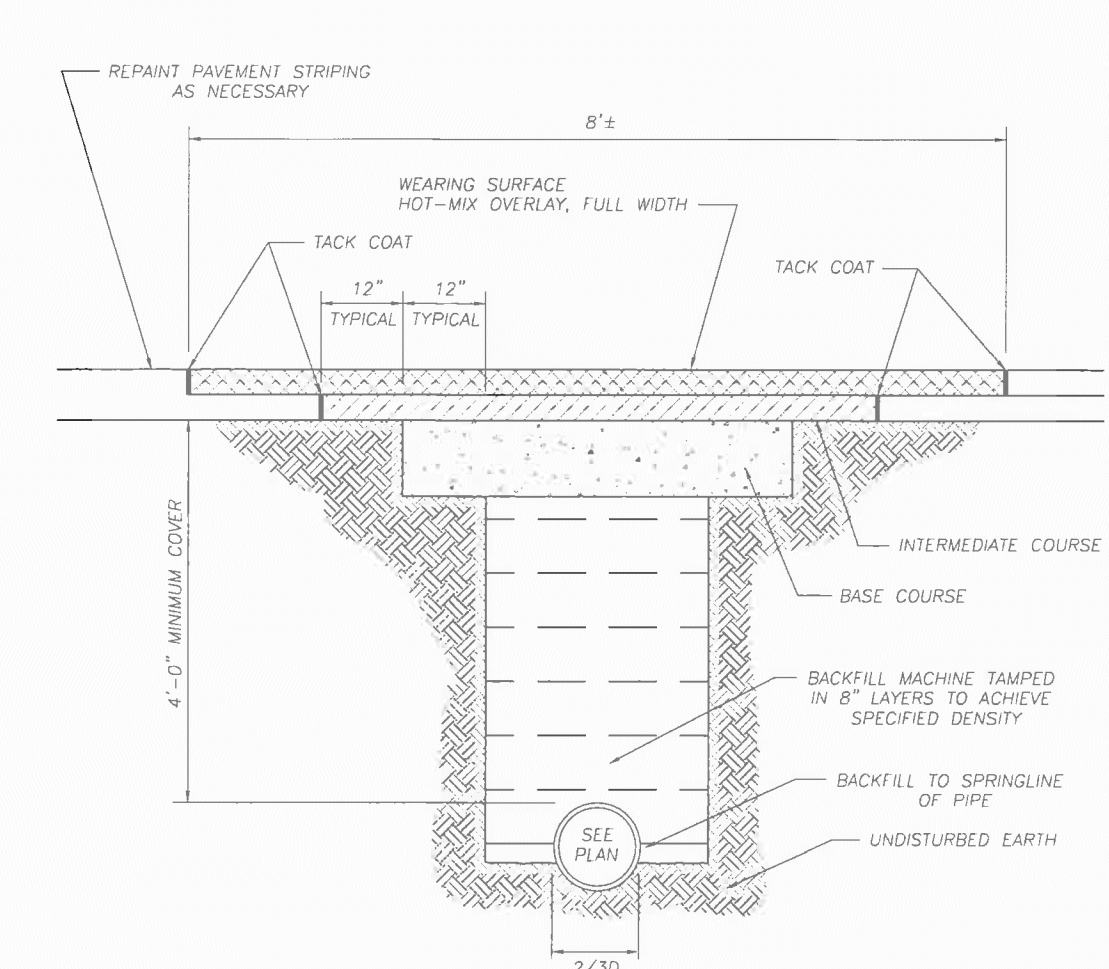 REPAINT PAVEMENT STRIPING
AS NECESSARY
8'±
WEARING SURFACE
HOT-MIX OVERLAY, FULL WIDTH
TACK COAT
TACK COAT
12" 12"
TYPICAL TYPICAL
4'-0" MINIMUM COVER
INTERMEDIATE COURSE
BASE COURSE
BACKFILL MACHINE TAMPED
IN 8" LAYERS TO ACHIEVE
SPECIFIED DENSITY
BACKFILL TO SPRINGLINE
OF PIPE
SEE
PLAN
UNDISTURBED EARTH
2/3D